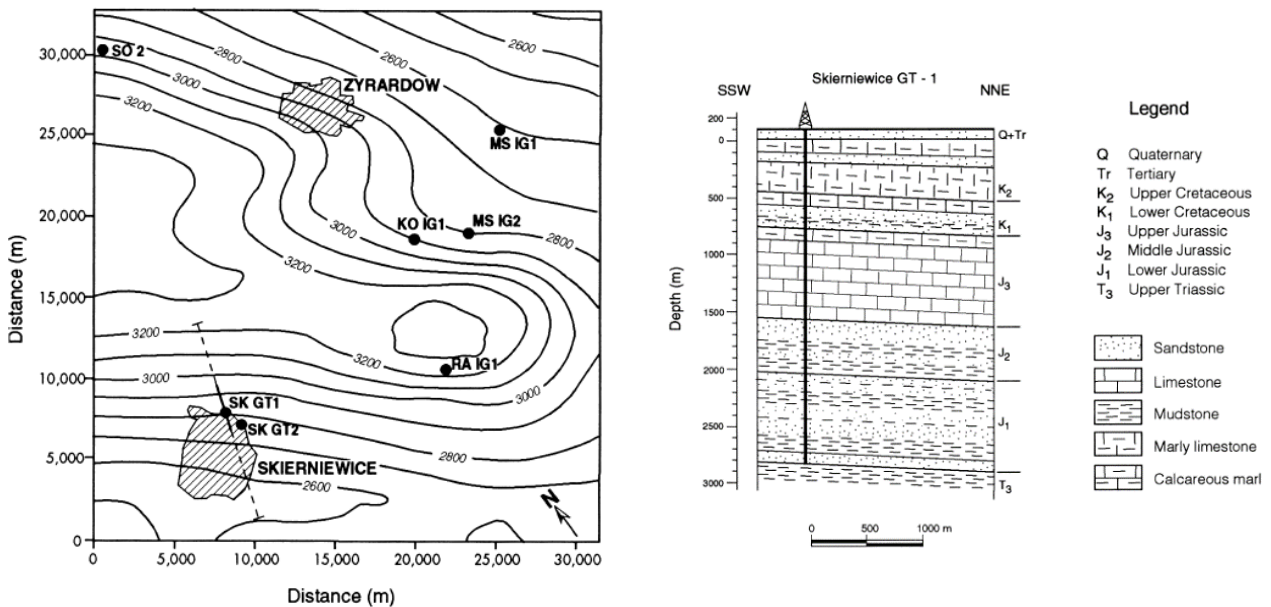 30,000
25,000
20,000
15,000
10,000
5,000
0
Distance (m)
0
5,000
10,000
15,000
20,000
25,000
30,000
Distance (m)
SO 2
2800
2600
3000
3200
ZYRARDOW
MS IG1
KO IG1
MS IG2
3000
2800
3200
3200
3200
RA IG1
3000
3000
SK GT1
SK GT2
2800
SKIERNIEWICE
2600
N
Skierniewice GT - 1
SSW
NNE
200
0
500
1000
1500
2000
2500
3000
Depth (m)
Q+Tr
K2
K1
J3
J2
J1
T3
0
500
1000 m
Legend
Q Quaternary
Tr Tertiary
K2 Upper Cretaceous
K1 Lower Cretaceous
J3 Upper Jurassic
J2 Middle Jurassic
J1 Lower Jurassic
T3 Upper Triassic
Sandstone
Limestone
Mudstone
Marly limestone
Calcareous marl